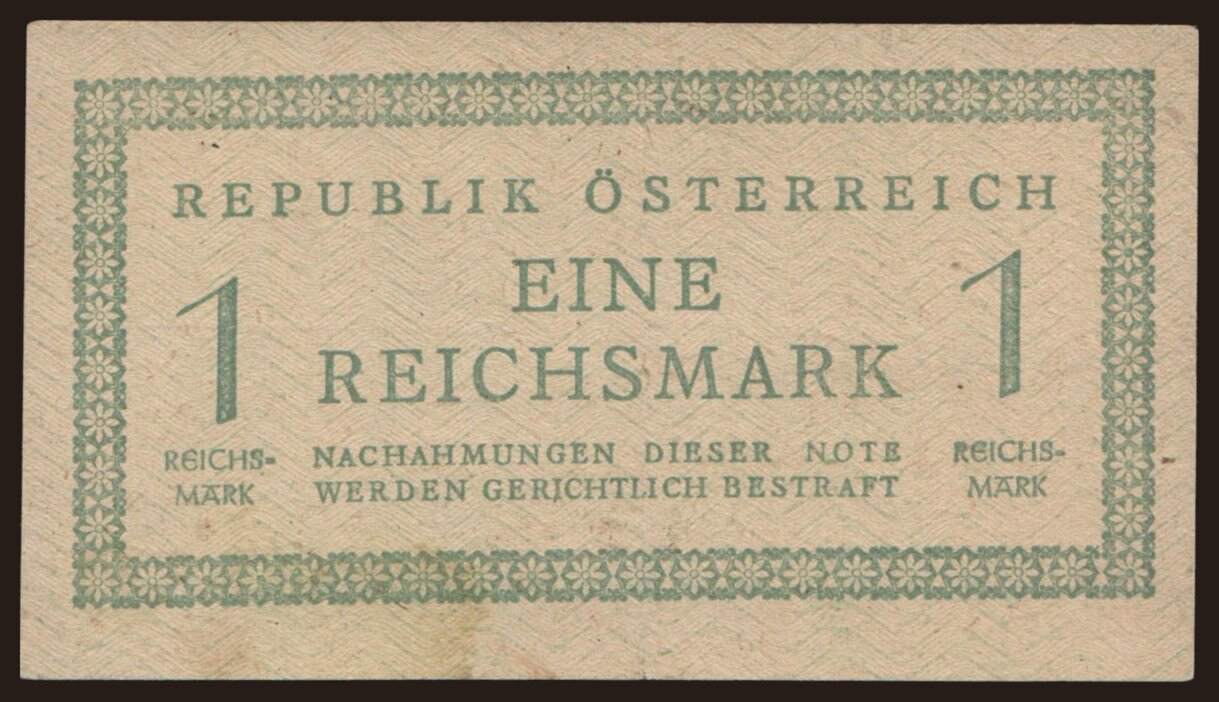 REPUBLIK ÖSTERREICH
1 EINE 1
REICHSMARK
REICHS- NACHAHMUNGEN DIESER NOTE REICHS-
MARK WERDEN GERICHTLICH BESTRAFT MARK